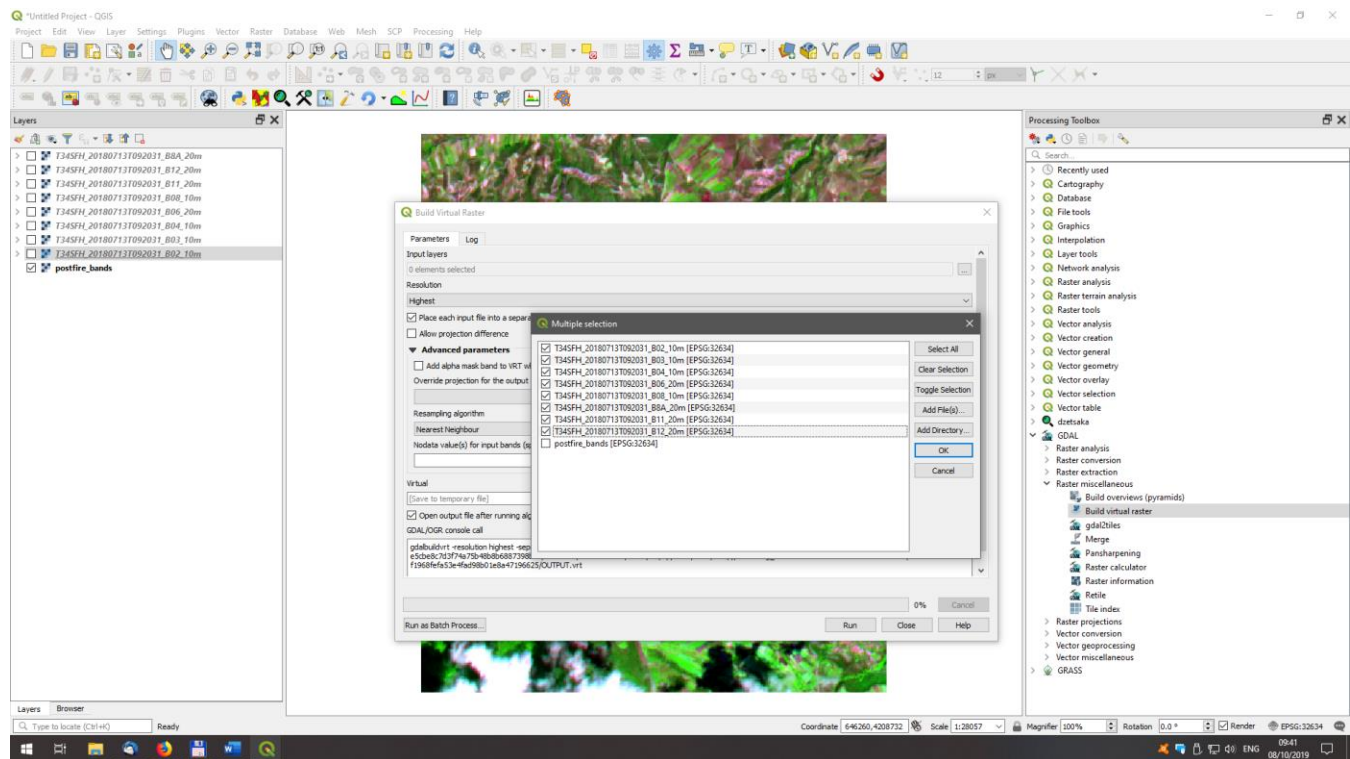 *Untitled Project - QGIS
Project Edit View Layer Settings Plugins Vector Raster Database Web Mesh SCP Processing Help
12 px
Layers
T34SFH_20180713T092031_B8A_20m
T34SFH_20180713T092031_B12_20m
T34SFH_20180713T092031_B11_20m
T34SFH_20180713T092031_B08_10m
T34SFH_20180713T092031_B06_20m
T34SFH_20180713T092031_B04_10m
T34SFH_20180713T092031_B03_10m
T34SFH_20180713T092031_B02_10m
postfire_bands
Build Virtual Raster
Parameters Log
Input layers
0 elements selected
...
Resolution
Highest
Place each input file into a separa
Allow projection difference
Advanced parameters
Add alpha mask band to VRT
Override projection for the output
Resampling algorithm
Nearest Neighbour
Nodata value(s) for input bands
Virtual
[Save to temporary file]
Open output file after running alg
GDAL/OGR console call
gdalbuildvrt -resolution highest -sep
f1968fefa53e4fad98b01e8a47196625/OUTPUT.vrt
0% Cancel
Run as Batch Process... Run Close Help
Multiple selection
T34SFH_20180713T092031_B02_10m [EPSG:32634]
T34SFH_20180713T092031_B03_10m [EPSG:32634]
T34SFH_20180713T092031_B04_10m [EPSG:32634]
T34SFH_20180713T092031_B06_20m [EPSG:32634]
T34SFH_20180713T092031_B08_10m [EPSG:32634]
T34SFH_20180713T092031_B8A_20m [EPSG:32634]
T34SFH_20180713T092031_B11_20m [EPSG:32634]
T34SFH_20180713T092031_B12_20m [EPSG:32634]
postfire_bands [EPSG:32634]
Select All
Clear Selection
Toggle Selection
Add File(s)...
Add Directory...
OK
Cancel
Processing Toolbox
Search...
Recently used
Cartography
Database
File tools
Graphics
Interpolation
Layer tools
Network analysis
Raster analysis
Raster terrain analysis
Raster tools
Vector analysis
Vector creation
Vector general
Vector geometry
Vector overlay
Vector selection
Vector table
dzetsaka
GDAL
Raster analysis
Raster conversion
Raster extraction
Raster miscellaneous
Build overviews (pyramids)
Build virtual raster
gdal2tiles
Merge
Pansharpening
Raster calculator
Raster information
Retile
Tile index
Raster projections
Vector conversion
Vector geoprocessing
Vector miscellaneous
GRASS
Layers Browser
Type to locate (Ctrl+K) Ready Coordinate 646260,4208732 Scale 1:28057 Magnifier 100% Rotation 0.0 ° Render EPSG:32634
ENG 09:41
08/10/2019